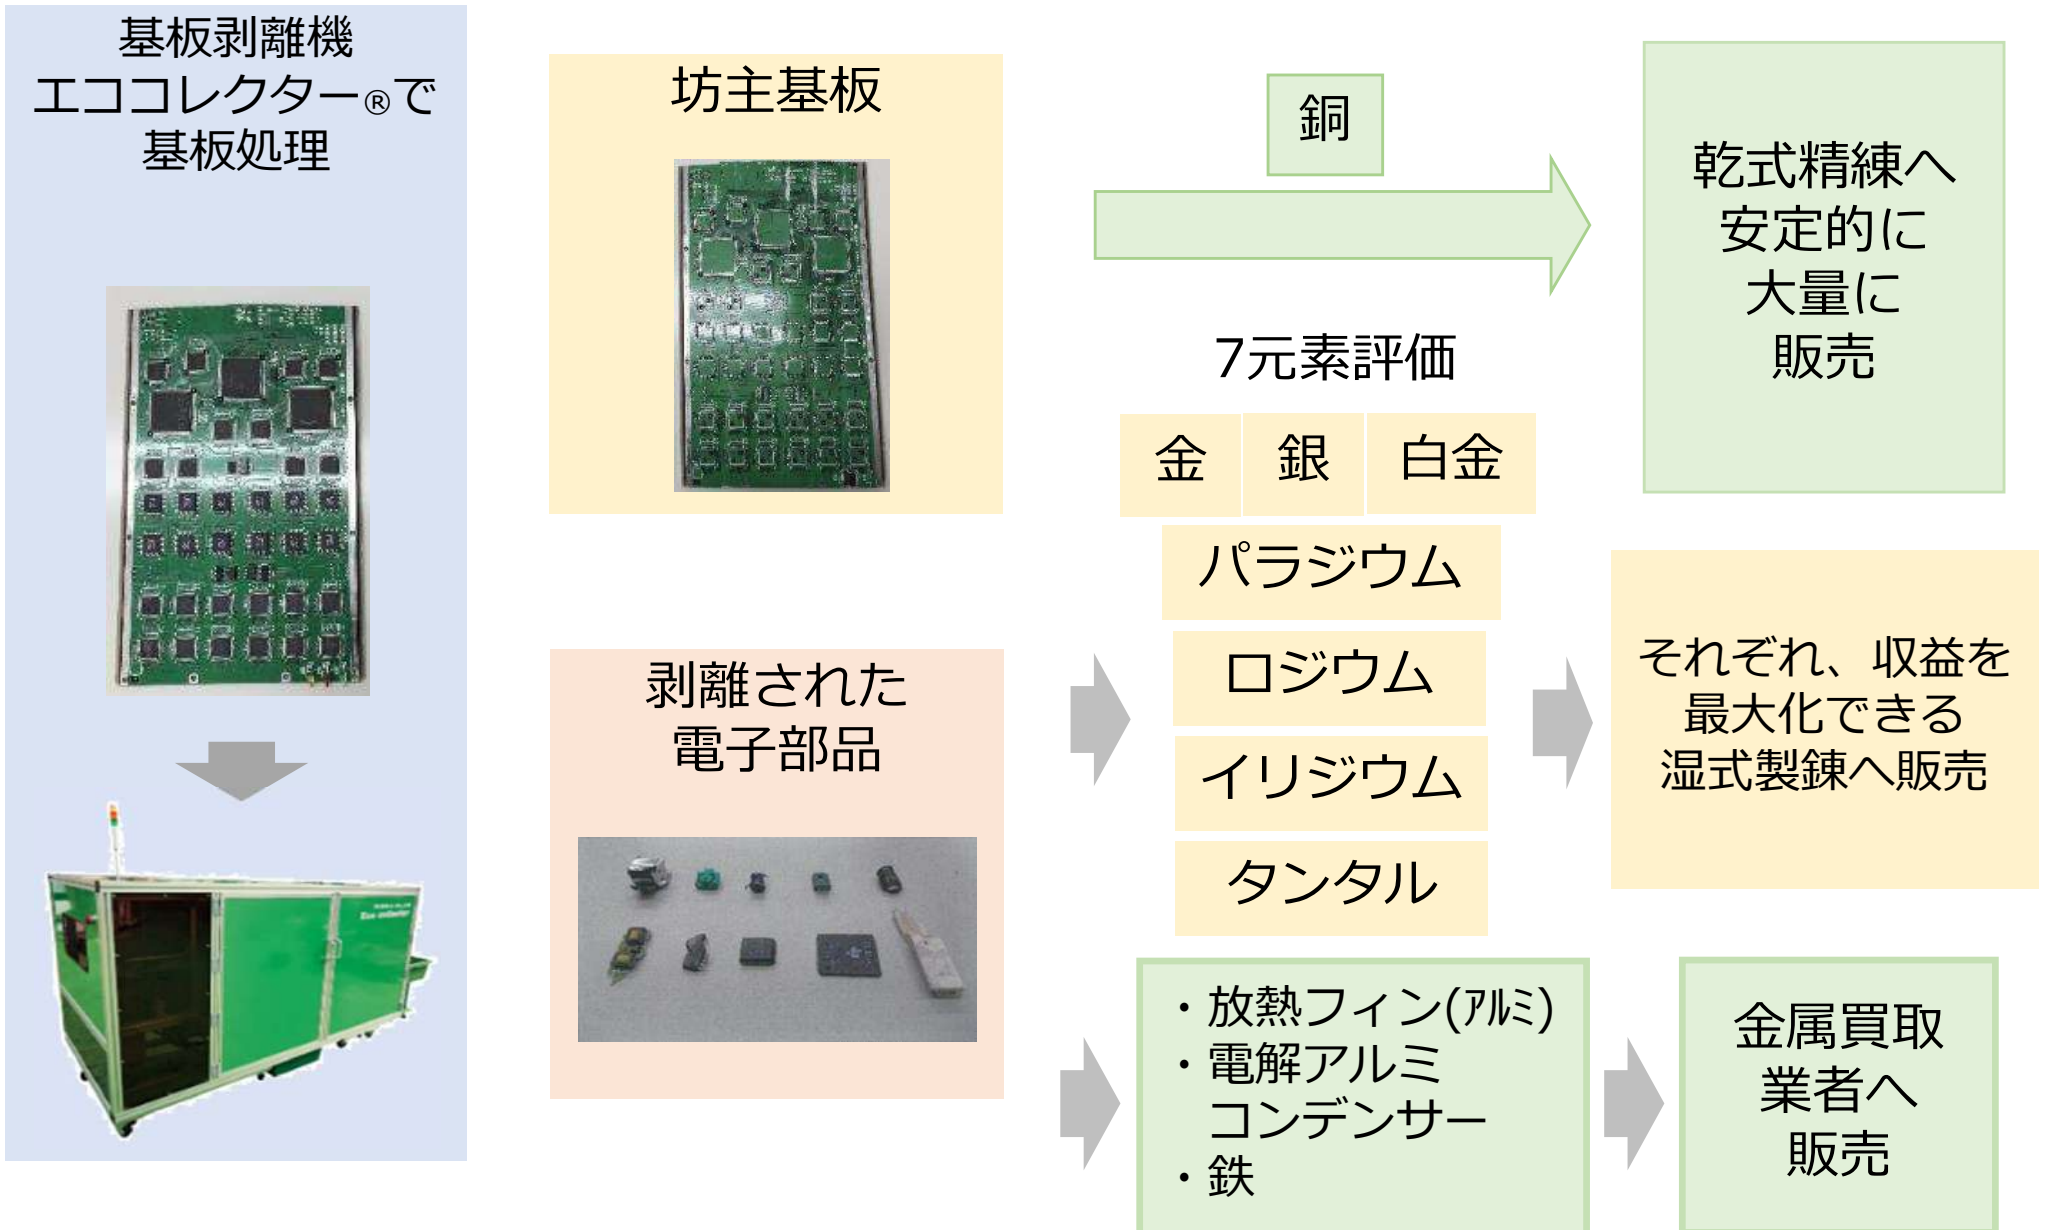 基板剥離機
エココレクター®で
基板処理
坊主基板
銅
乾式精練へ
安定的に
大量に
販売
7元素評価
金
銀
白金
パラジウム
ロジウム
イリジウム
タンタル
それぞれ、収益を
最大化できる
湿式製錬へ販売
剥離された
電子部品
・放熱フィン(ｱﾙﾐ)
・電解アルミ
コンデンサー
・鉄
金属買取
業者へ
販売